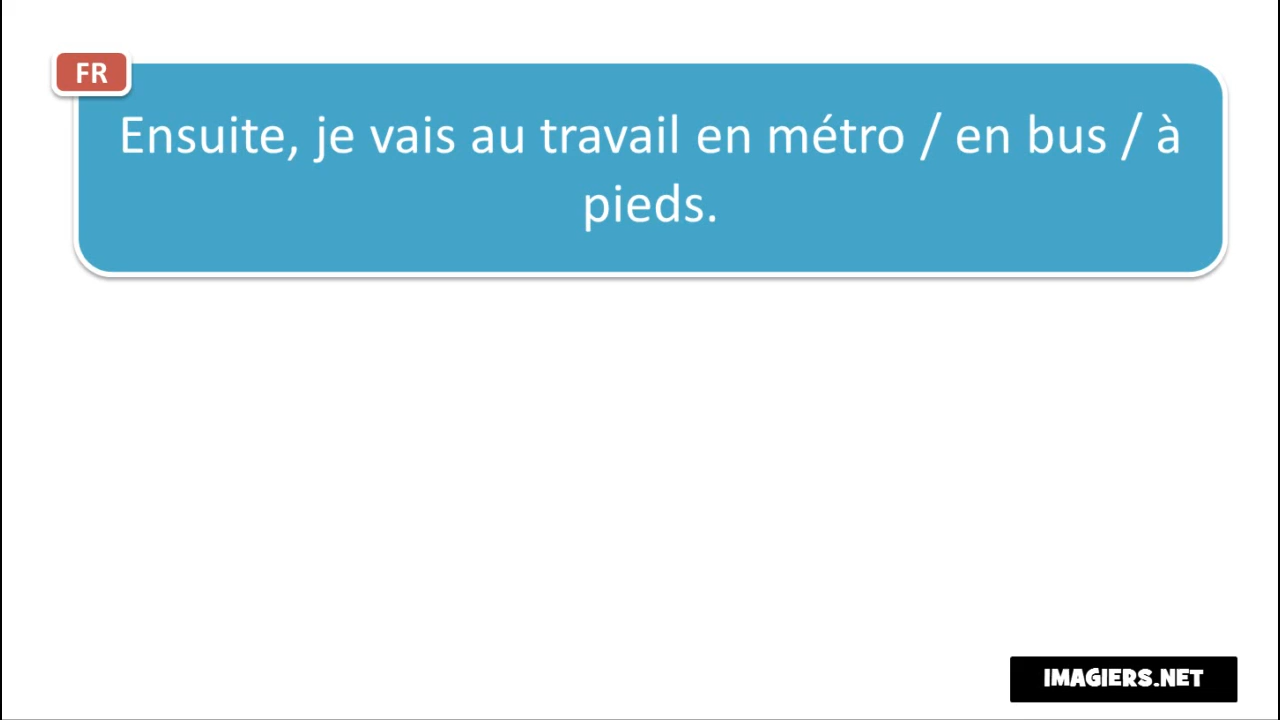 FR
Ensuite, je vais au travail en métro / en bus / à
pieds.
IMAGIERS.NET